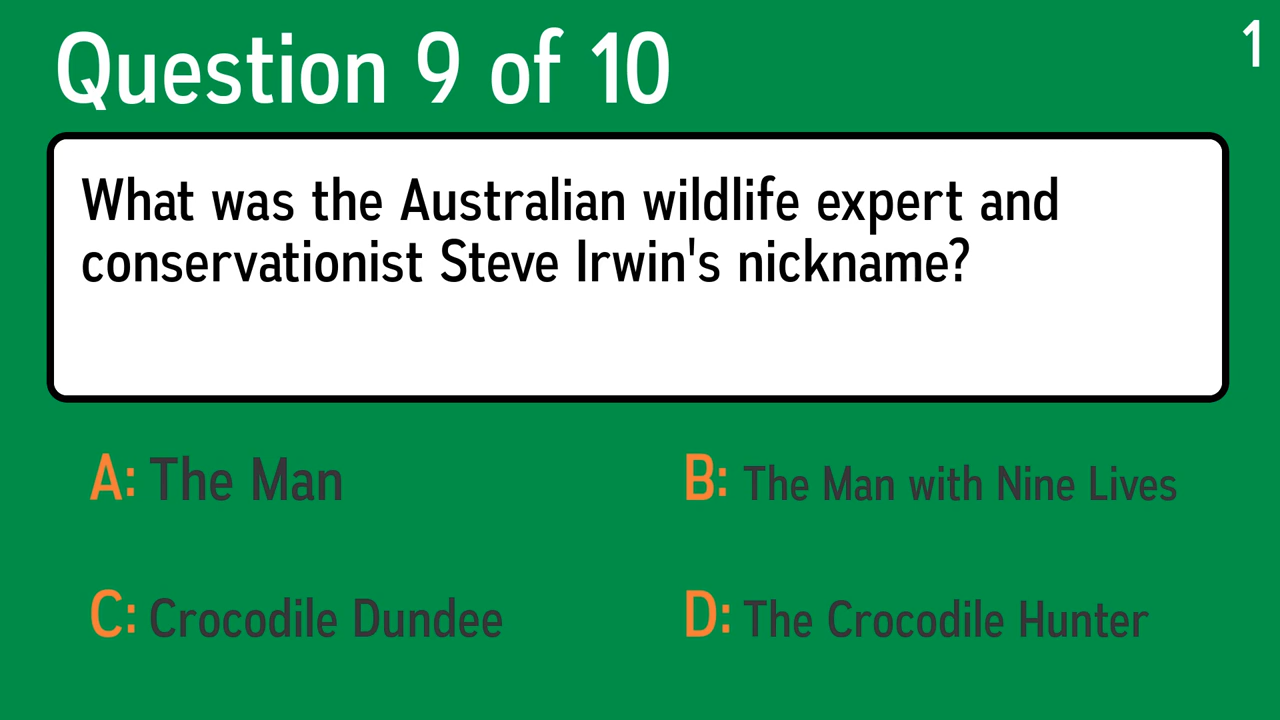 Question 9 of 10
1
What was the Australian wildlife expert and
conservationist Steve Irwin's nickname?
A: The Man
B: The Man with Nine Lives
C: Crocodile Dundee
D: The Crocodile Hunter